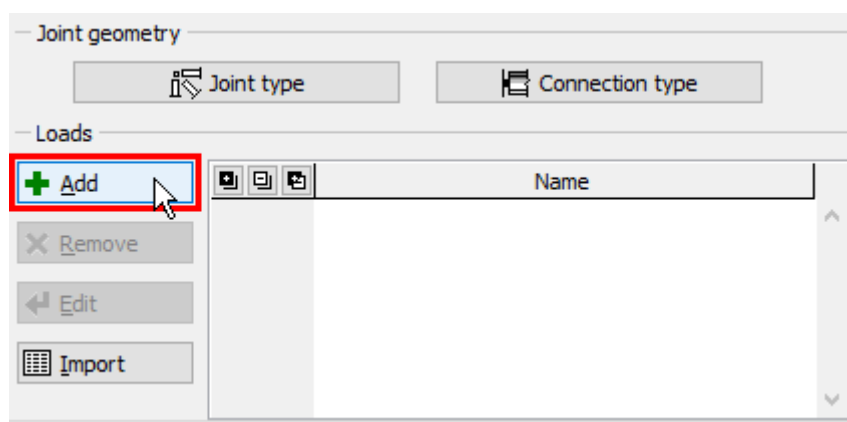 Joint geometry
Joint type Connection type
Loads
Add Name
Remove
Edit
Import